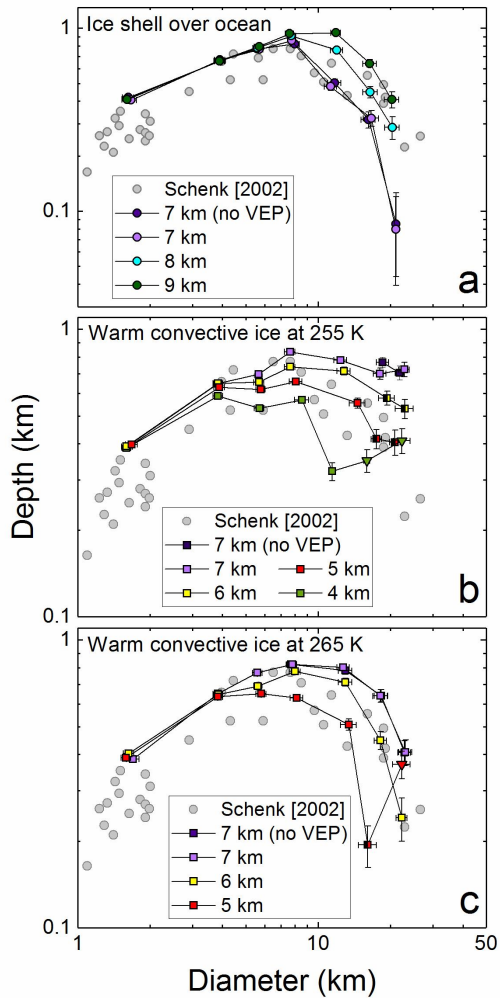 Ice shell over ocean
1
0.1
Schenk [2002]
7 km (no VEP)
7 km
8 km
9 km
a
Warm convective ice at 255 K
1
Depth (km)
Schenk [2002]
7 km (no VEP)
7 km
5 km
6 km
4 km
0.1
b
Warm convective ice at 265 K
1
Schenk [2002]
7 km (no VEP)
7 km
6 km
5 km
0.1
c
1
10
50
Diameter (km)